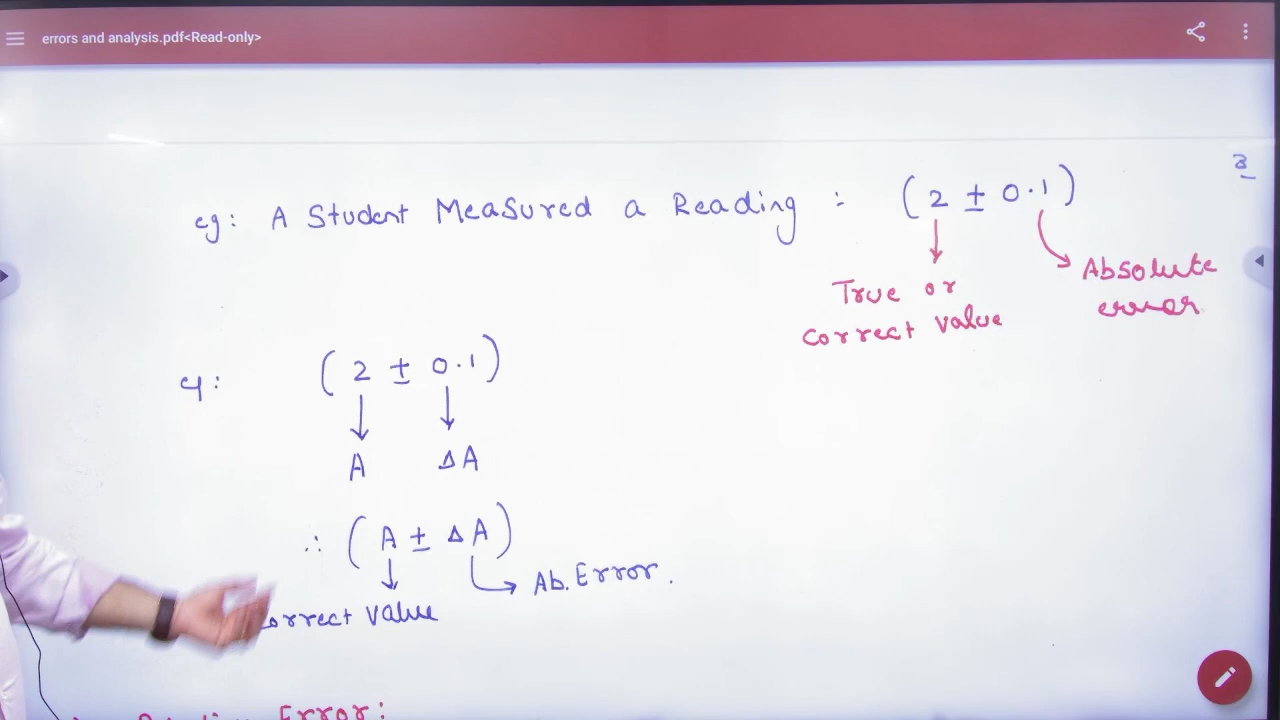 errors and analysis.pdf<Read-only>
3
eg: A Student Measured a Reading : (2 ± 0.1)
True or
correct value
Absolute
error
eg: (2 ± 0.1)
A ΔA
∴ (A ± ΔA)
Ab. Error.
orrect value
Error: